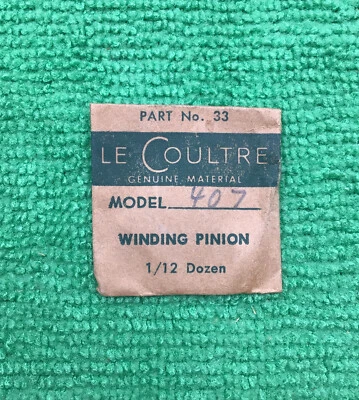 PART No. 33
LE COULTRE
GENUINE MATERIAL
MODEL 407
WINDING PINION
1/12 Dozen